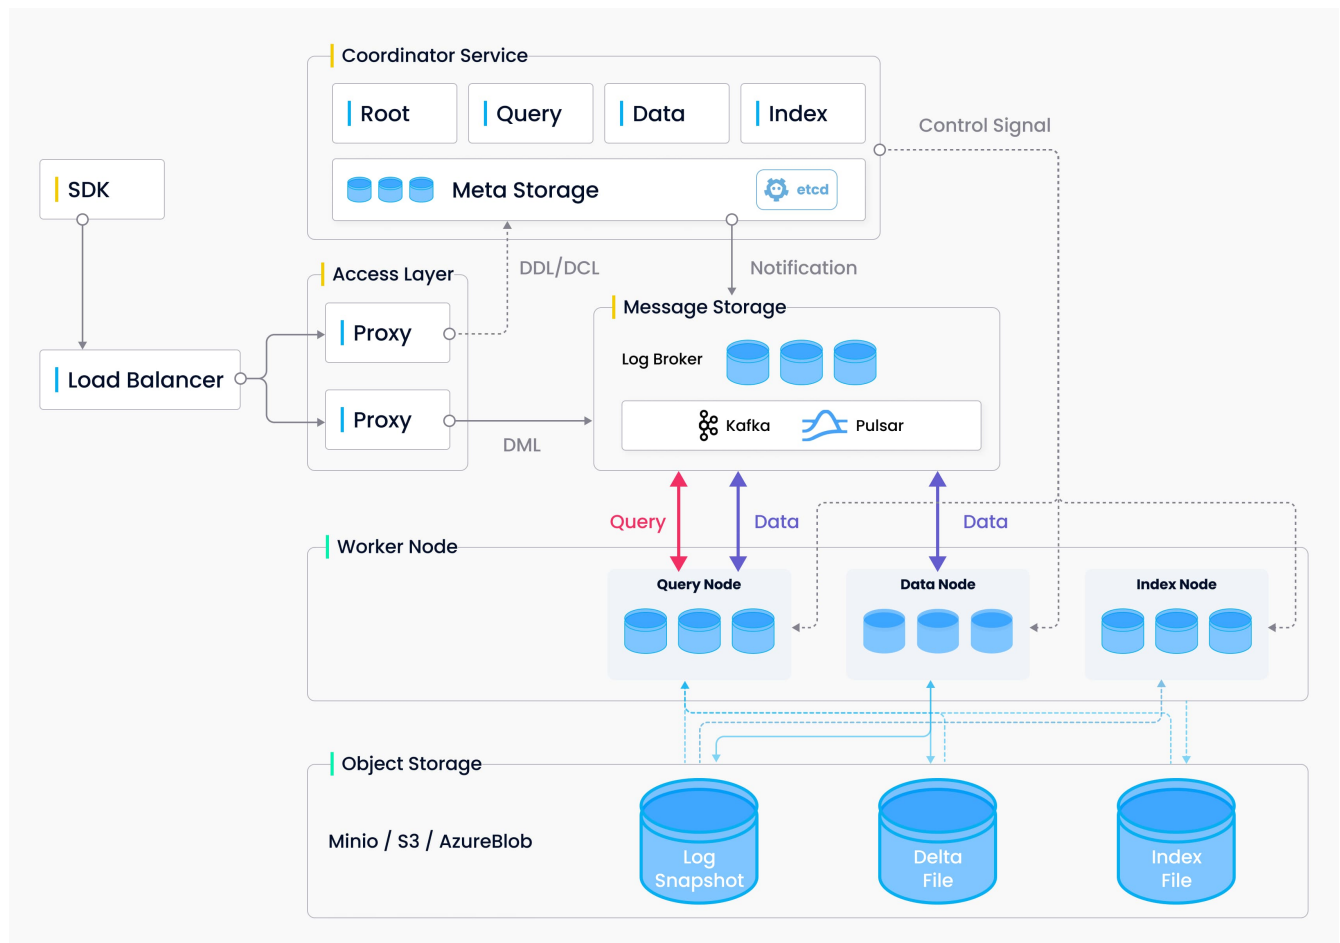 Coordinator Service
Root
Query
Data
Index
Control Signal
SDK
Meta Storage
etcd
Access Layer
DDL/DCL
Notification
Message Storage
Proxy
Log Broker
Load Balancer
Proxy
Kafka
Pulsar
DML
Query
Data
Data
Worker Node
Query Node
Data Node
Index Node
Object Storage
Minio / S3 / AzureBlob
Log
Snapshot
Delta
File
Index
File